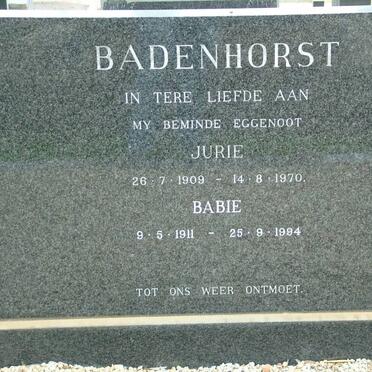 BADENHORST
IN TERE LIEFDE AAN
MY BEMINDE EGGENOOT
JURIE
26·7·1909 – 14·8·1970.
BABIE
9·5·1911 – 25·9·1994
TOT ONS WEER ONTMOET.